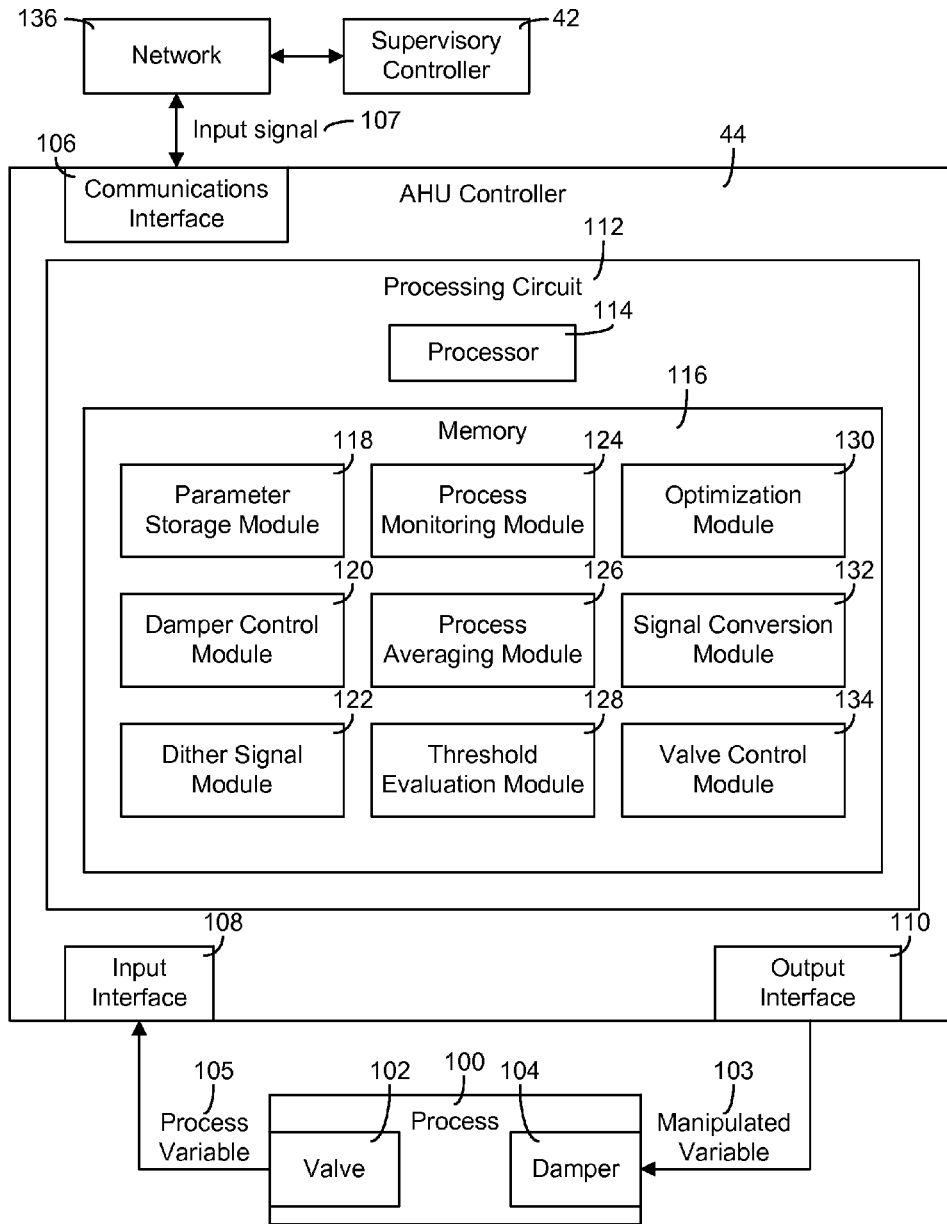 136
42
Network
Supervisory
Controller
Input signal
107
106
44
Communications
Interface
AHU Controller
112
Processing Circuit
114
Processor
116
Memory
118
124
130
Parameter
Storage Module
Process
Monitoring Module
Optimization
Module
120
126
132
Damper Control
Module
Process
Averaging Module
Signal Conversion
Module
122
128
134
Dither Signal
Module
Threshold
Evaluation Module
Valve Control
Module
108
110
Input
Interface
Output
Interface
105
102
100
104
103
Process
Variable
Process
Manipulated
Variable
Valve
Damper